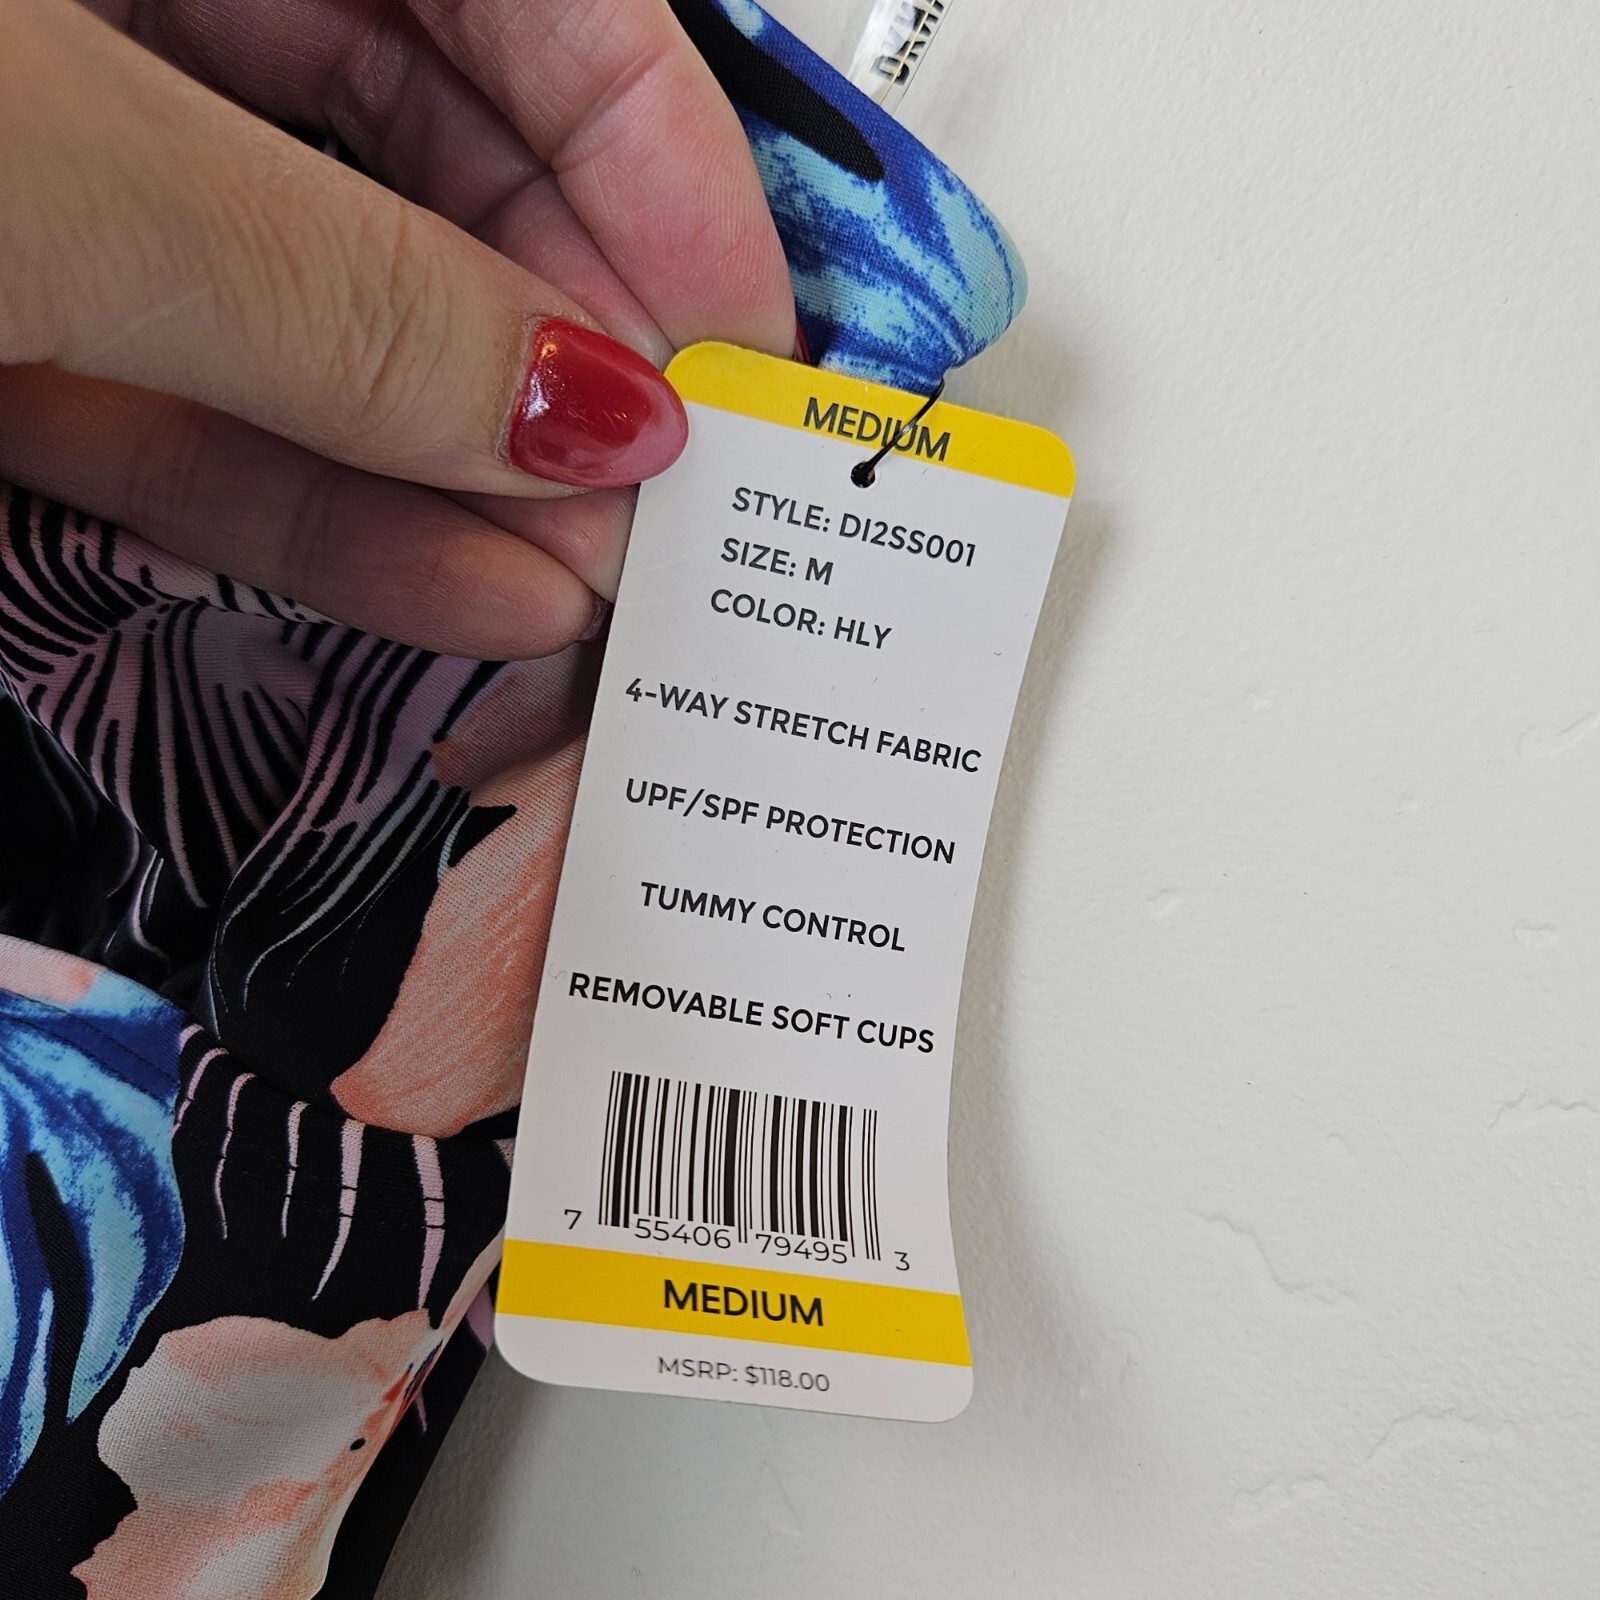 MEDIUM
STYLE: DI2SS001
SIZE: M
COLOR: HLY
4-WAY STRETCH FABRIC
UPF/SPF PROTECTION
TUMMY CONTROL
REMOVABLE SOFT CUPS
7 55406 79495 3
MEDIUM
MSRP: $118.00